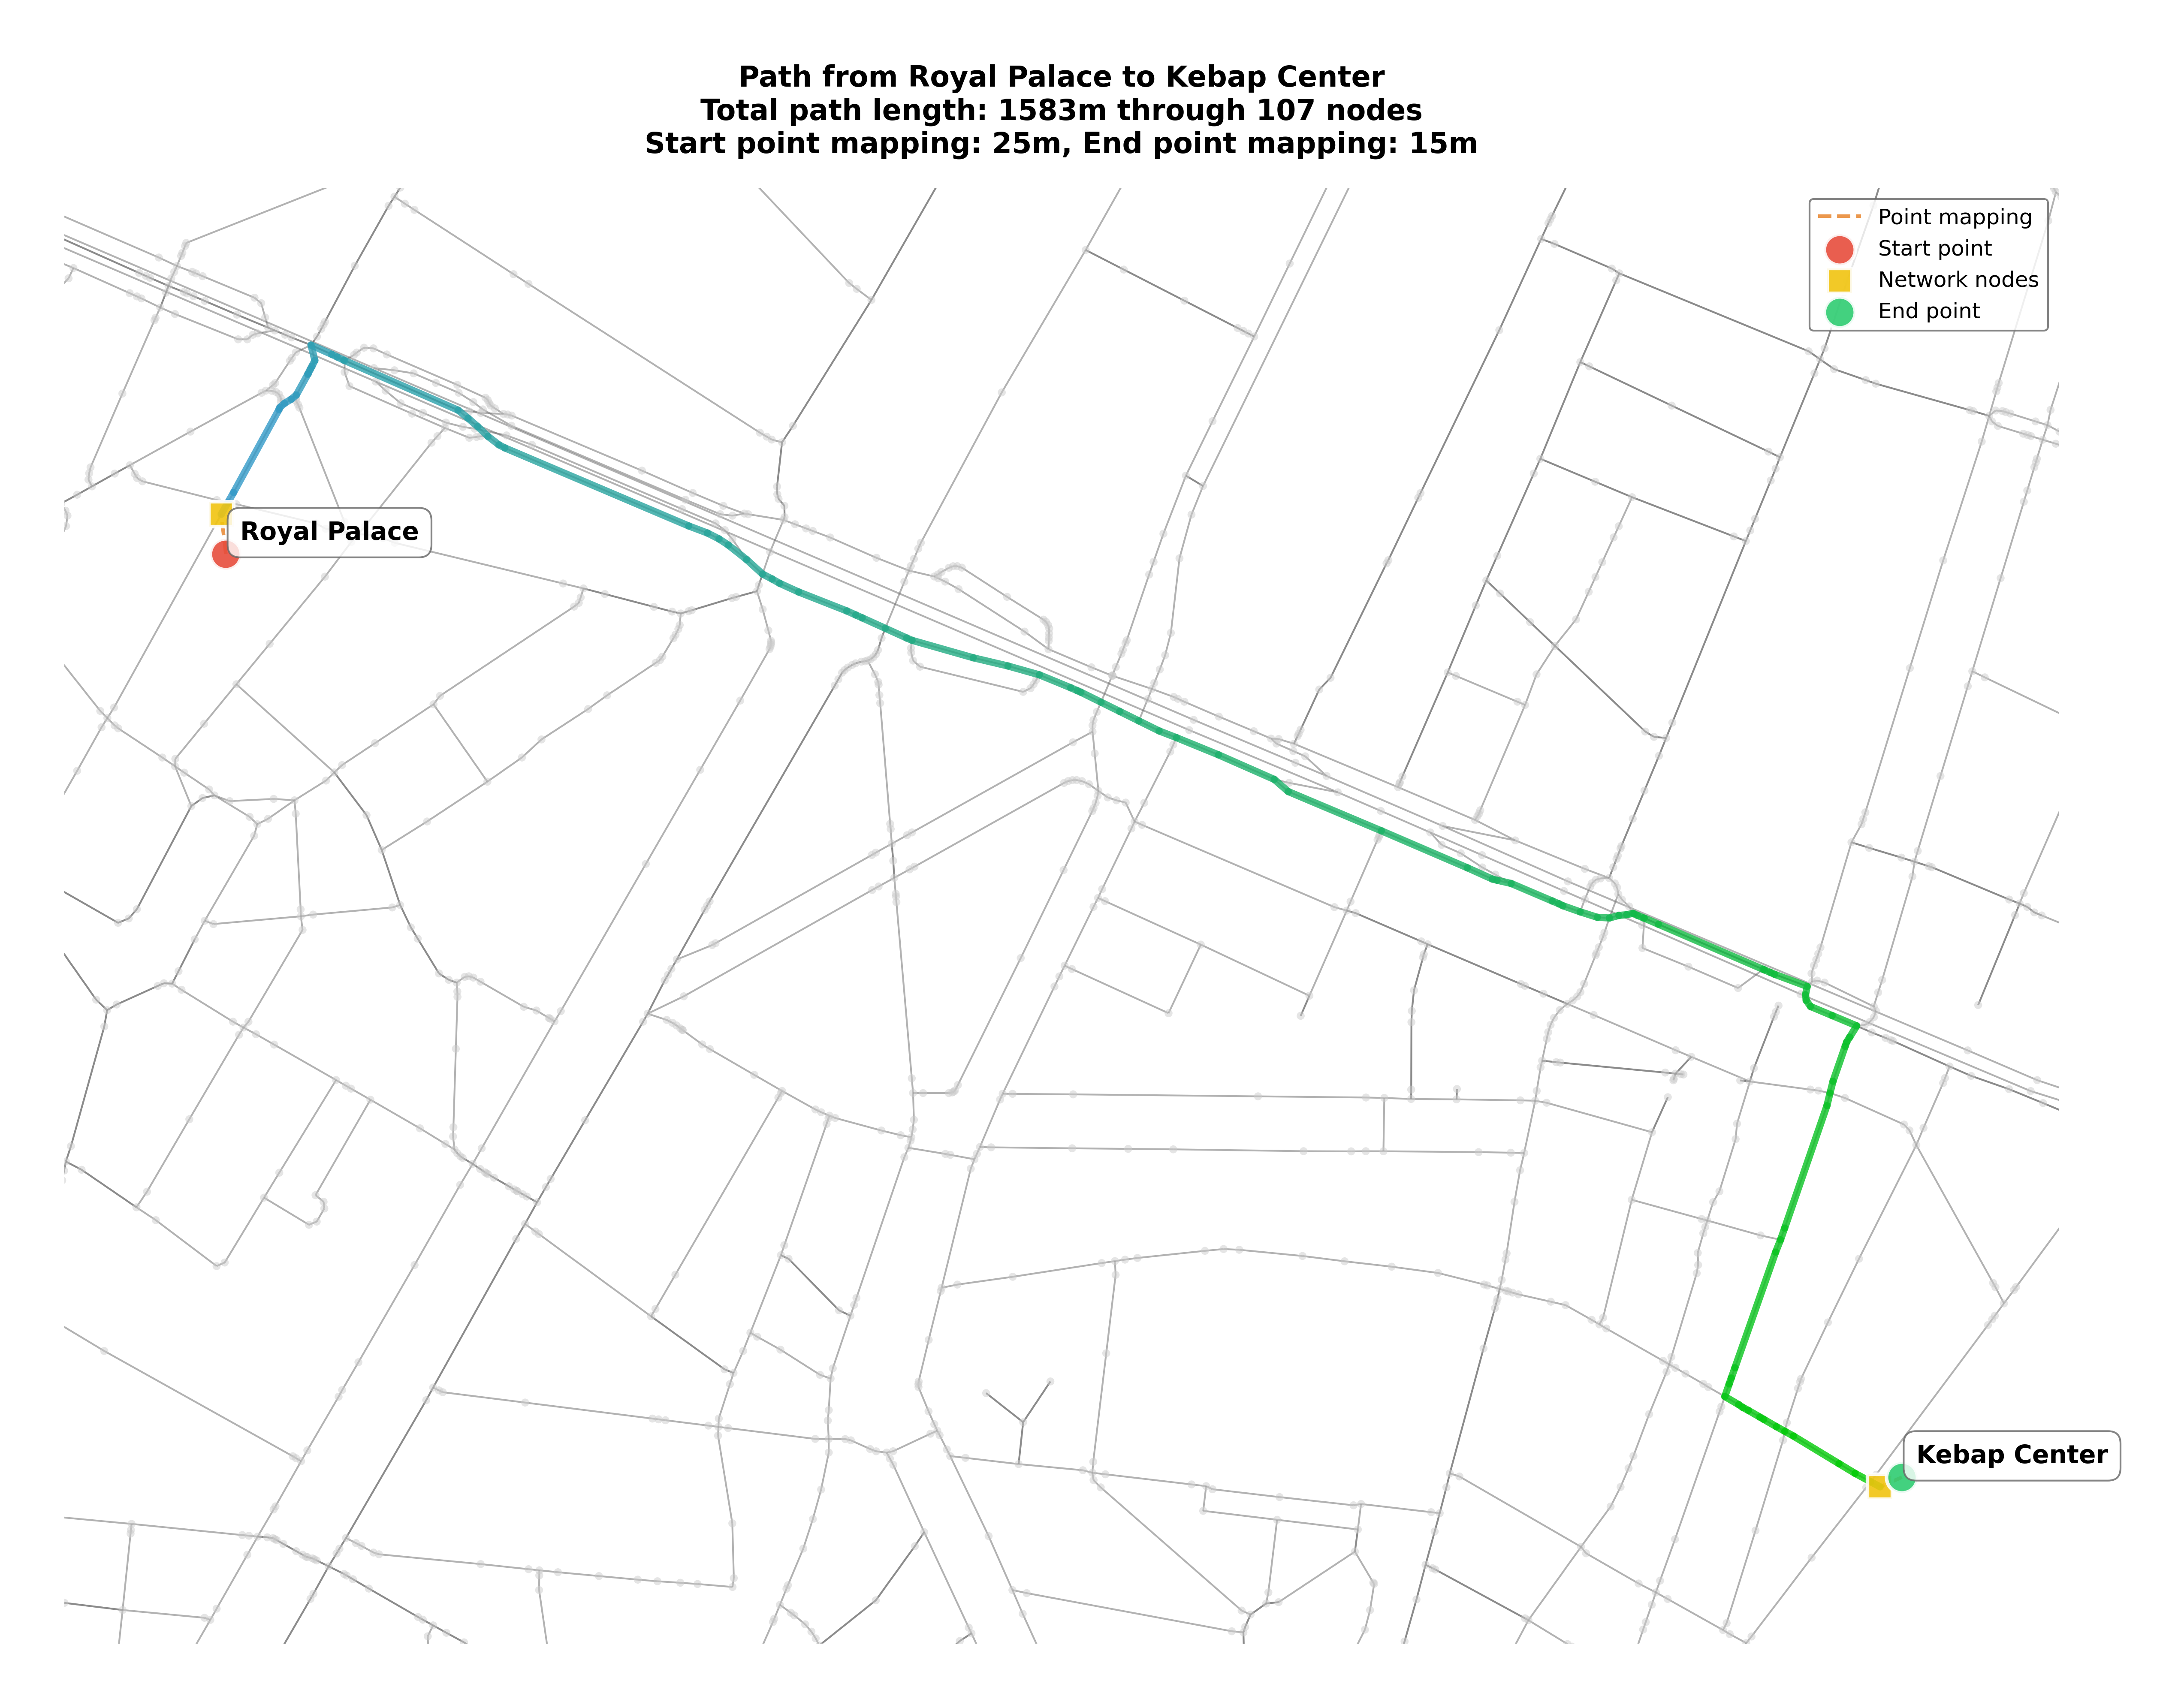 Path from Royal Palace to Kebap Center
Total path length: 1583m through 107 nodes
Start point mapping: 25m, End point mapping: 15m
Point mapping
Start point
Network nodes
End point
Royal Palace
Kebap Center